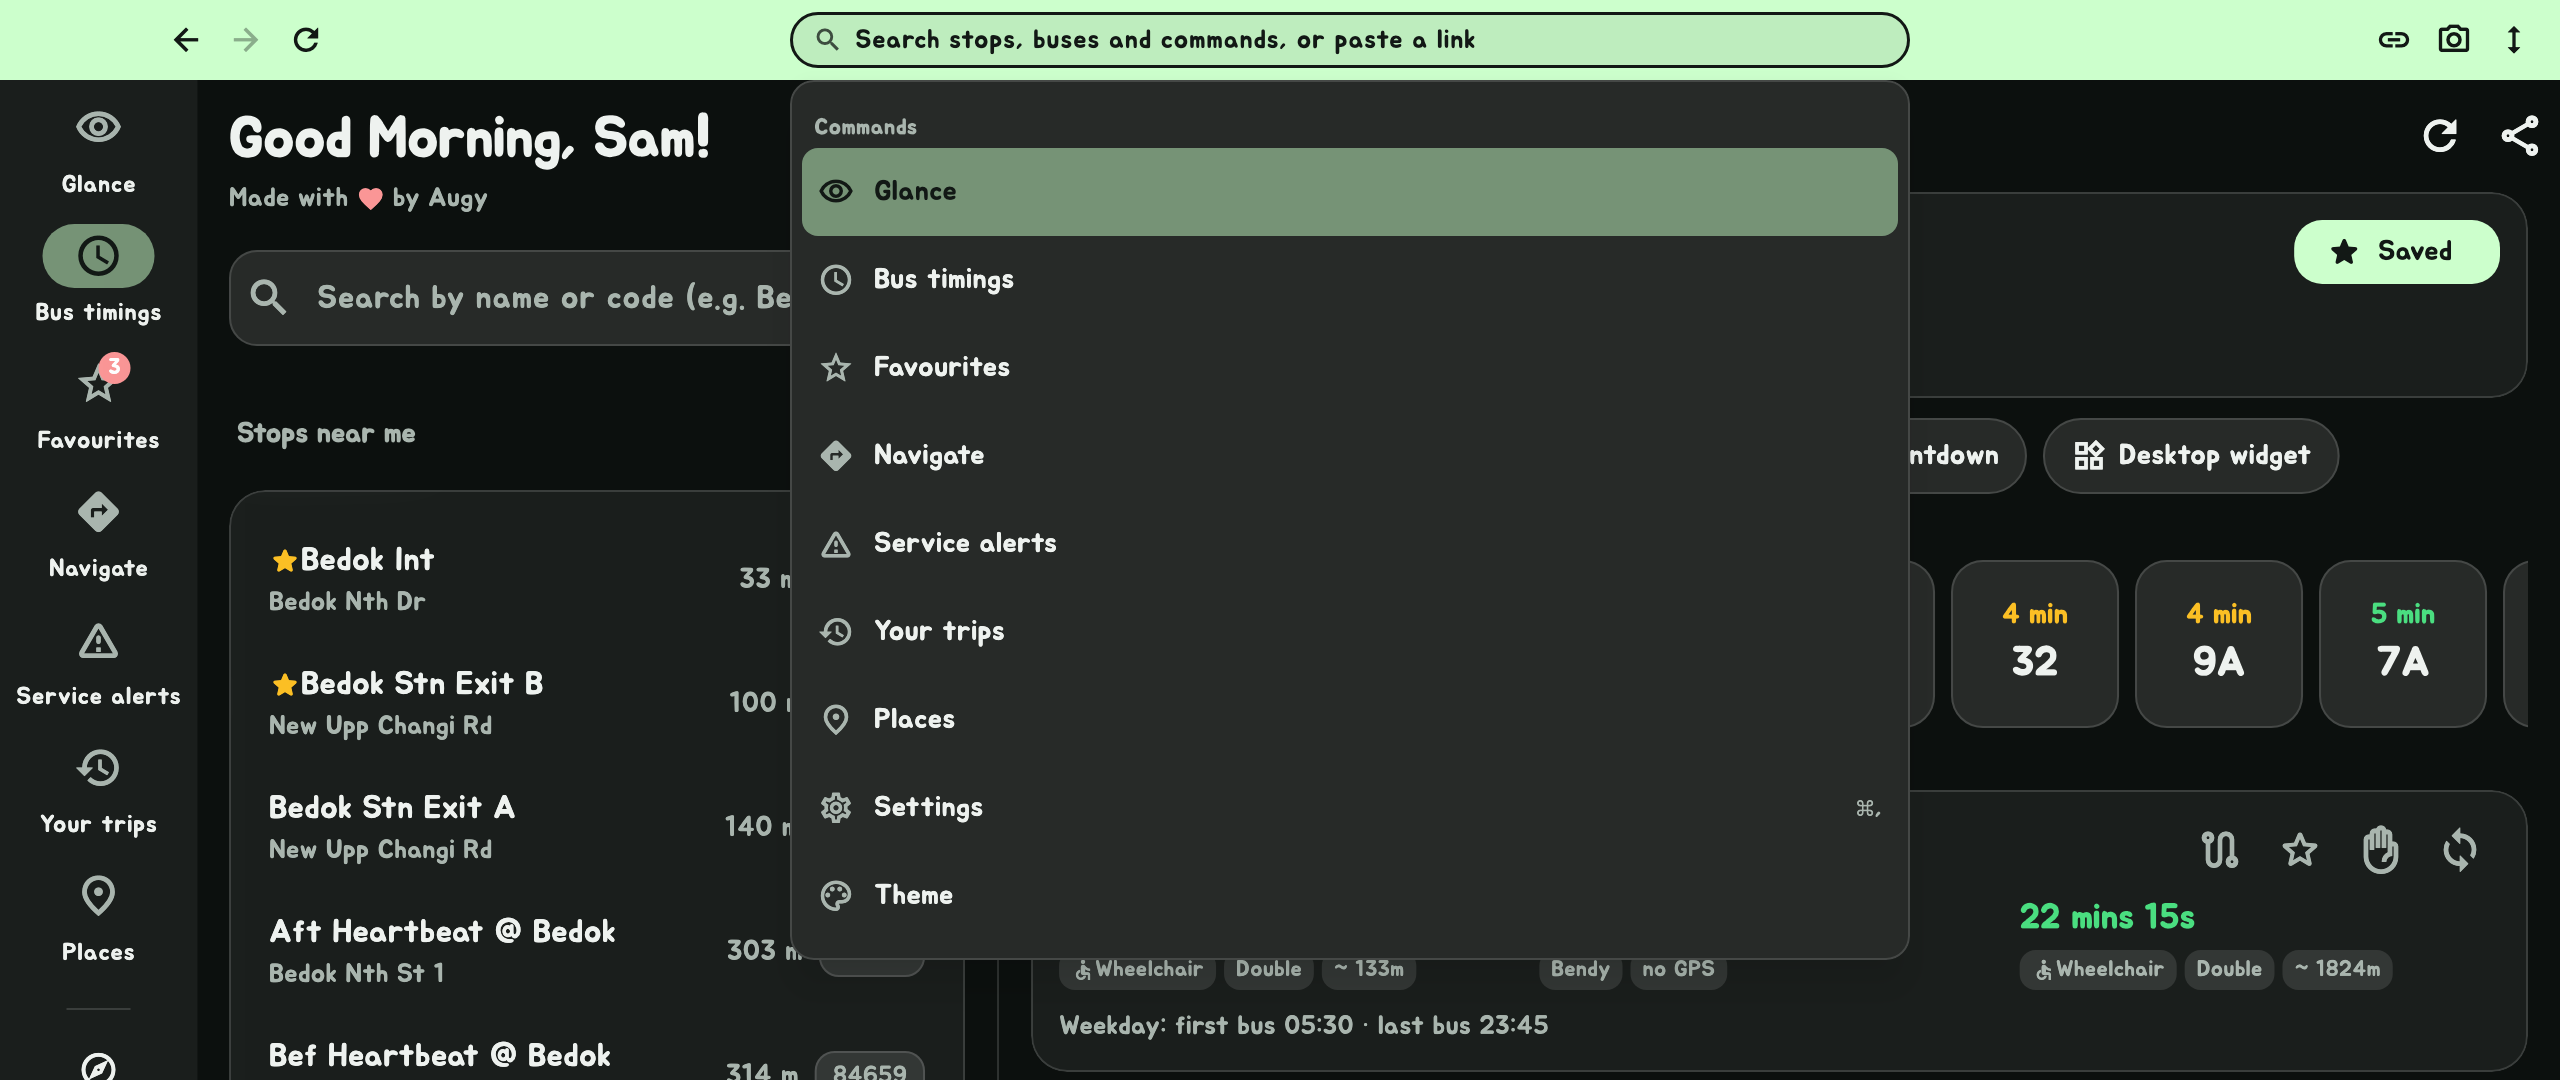 Search stops, buses and commands, or paste a link
Glance
Bus timings
3
Favourites
Navigate
Service alerts
Your trips
Places
Good Morning, Sam!
Made with ❤ by Augy
Search by name or code (e.g. Be
Stops near me
Bedok Int
Bedok Nth Dr
33
Bedok Stn Exit B
New Upp Changi Rd
100
Bedok Stn Exit A
New Upp Changi Rd
140
Aft Heartbeat @ Bedok
Bedok Nth St 1
303 m
Bef Heartbeat @ Bedok
314 m
84659
Commands
Glance
Bus timings
Favourites
Navigate
Service alerts
Your trips
Places
Settings ⌘,
Theme
Saved
ntdown
Desktop widget
4 min
32
4 min
9A
5 min
7A
22 mins 15s
Wheelchair Double ~ 133m
Bendy no GPS
Wheelchair Double ~ 1824m
Weekday: first bus 05:30 · last bus 23:45